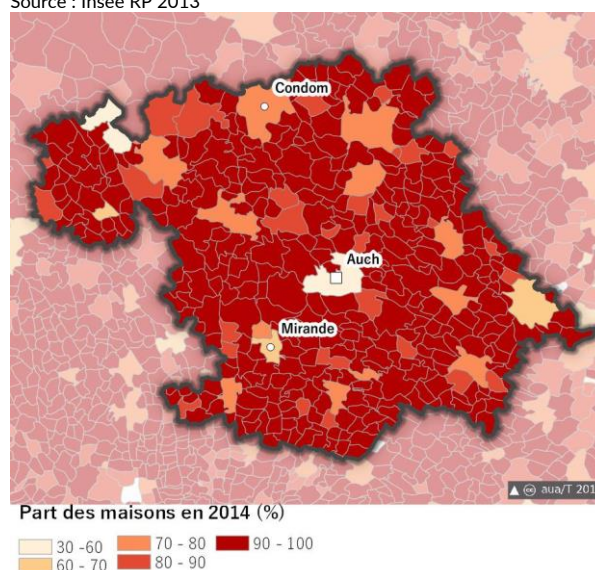 Source : Insee RP 2013
Condom
Auch
Mirande
aua/T 201
Part des maisons en 2014 (%)
30 -60
70 - 80
90 - 100
60 - 70
80 - 90